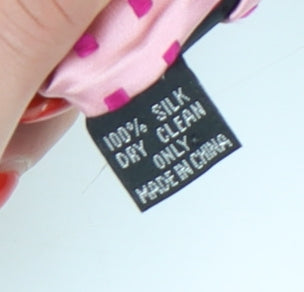 100% SILK
DRY CLEAN
ONLY
MADE IN CHINA